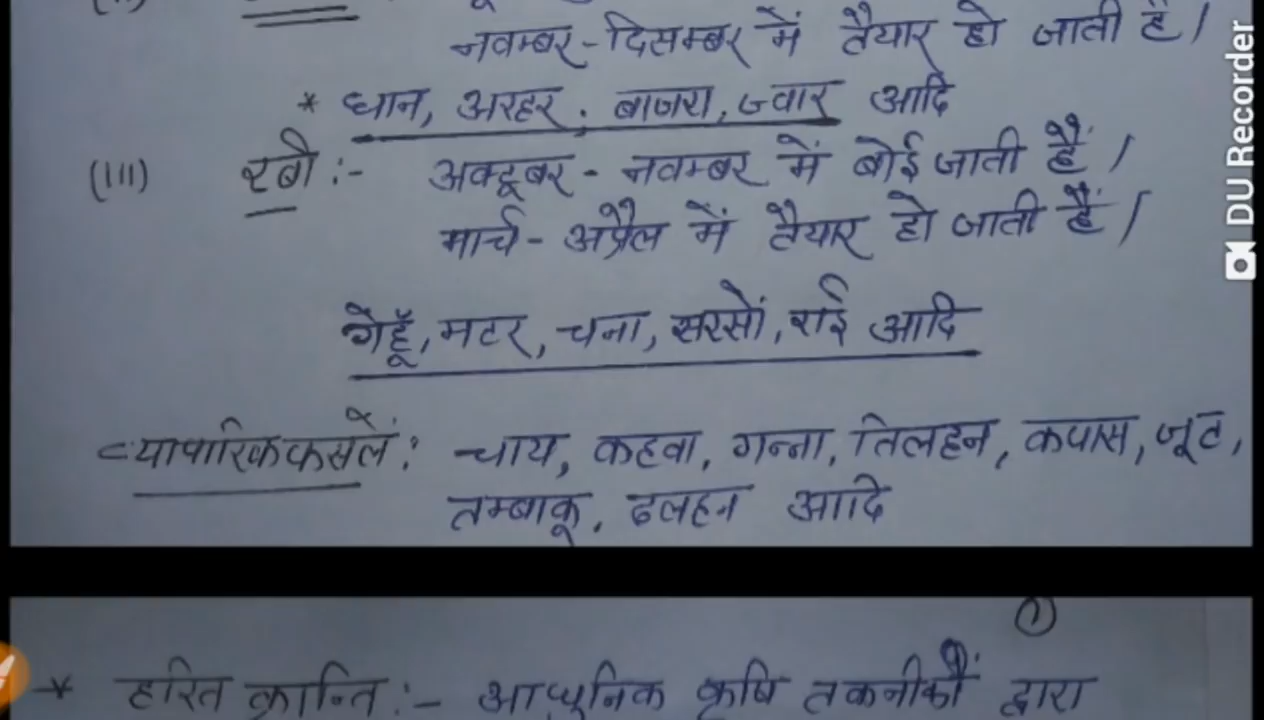 नवम्बर - दिसम्बर में तैयार हो जाती हैं।
* धान, अरहर, बाजरा, ज्वार आदि
(III) रबी :- अक्टूबर - नवम्बर में बोई जाती हैं।
मार्च - अप्रैल में तैयार हो जाती हैं।
गेहूँ, मटर, चना, सरसों, राई आदि
व्यापारिक फसलें : चाय, कहवा, गन्ना, तिलहन, कपास, जूट,
तम्बाकू, दलहन आदि
①
* हरित क्रान्ति :- आधुनिक कृषि तकनीकों द्वारा
DU Recorder